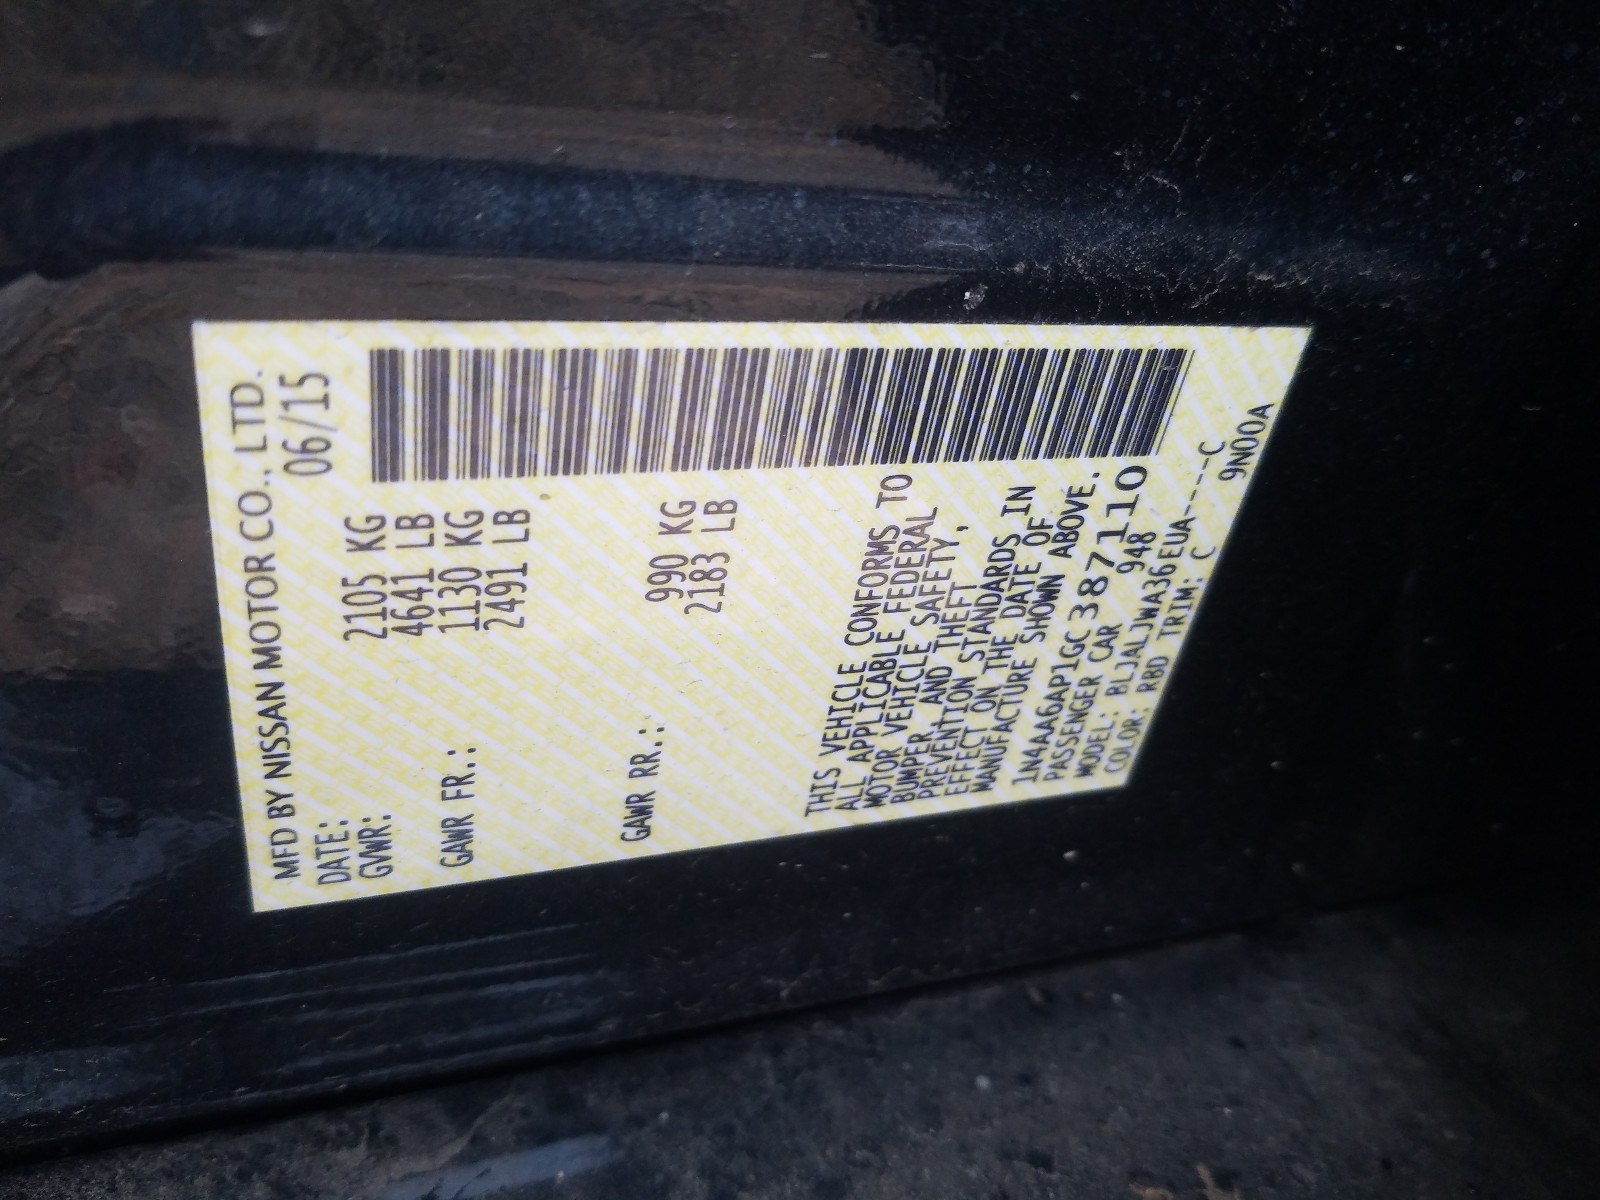 MFD BY NISSAN MOTOR CO., LTD.
DATE: 06/15
GVWR: 2105 KG
4641 LB
GAWR FR.: 1130 KG
2491 LB
GAWR RR.: 990 KG
2183 LB
THIS VEHICLE CONFORMS TO
ALL APPLICABLE FEDERAL
MOTOR VEHICLE SAFETY,
BUMPER, AND THEFT
PREVENTION STANDARDS IN
EFFECT ON THE DATE OF
MANUFACTURE SHOWN ABOVE.
1N4AA6AP1GC387110
PASSENGER CAR 948
MODEL: BLJALJWA36EUA-----C
COLOR: RBD TRIM: C 9N00A